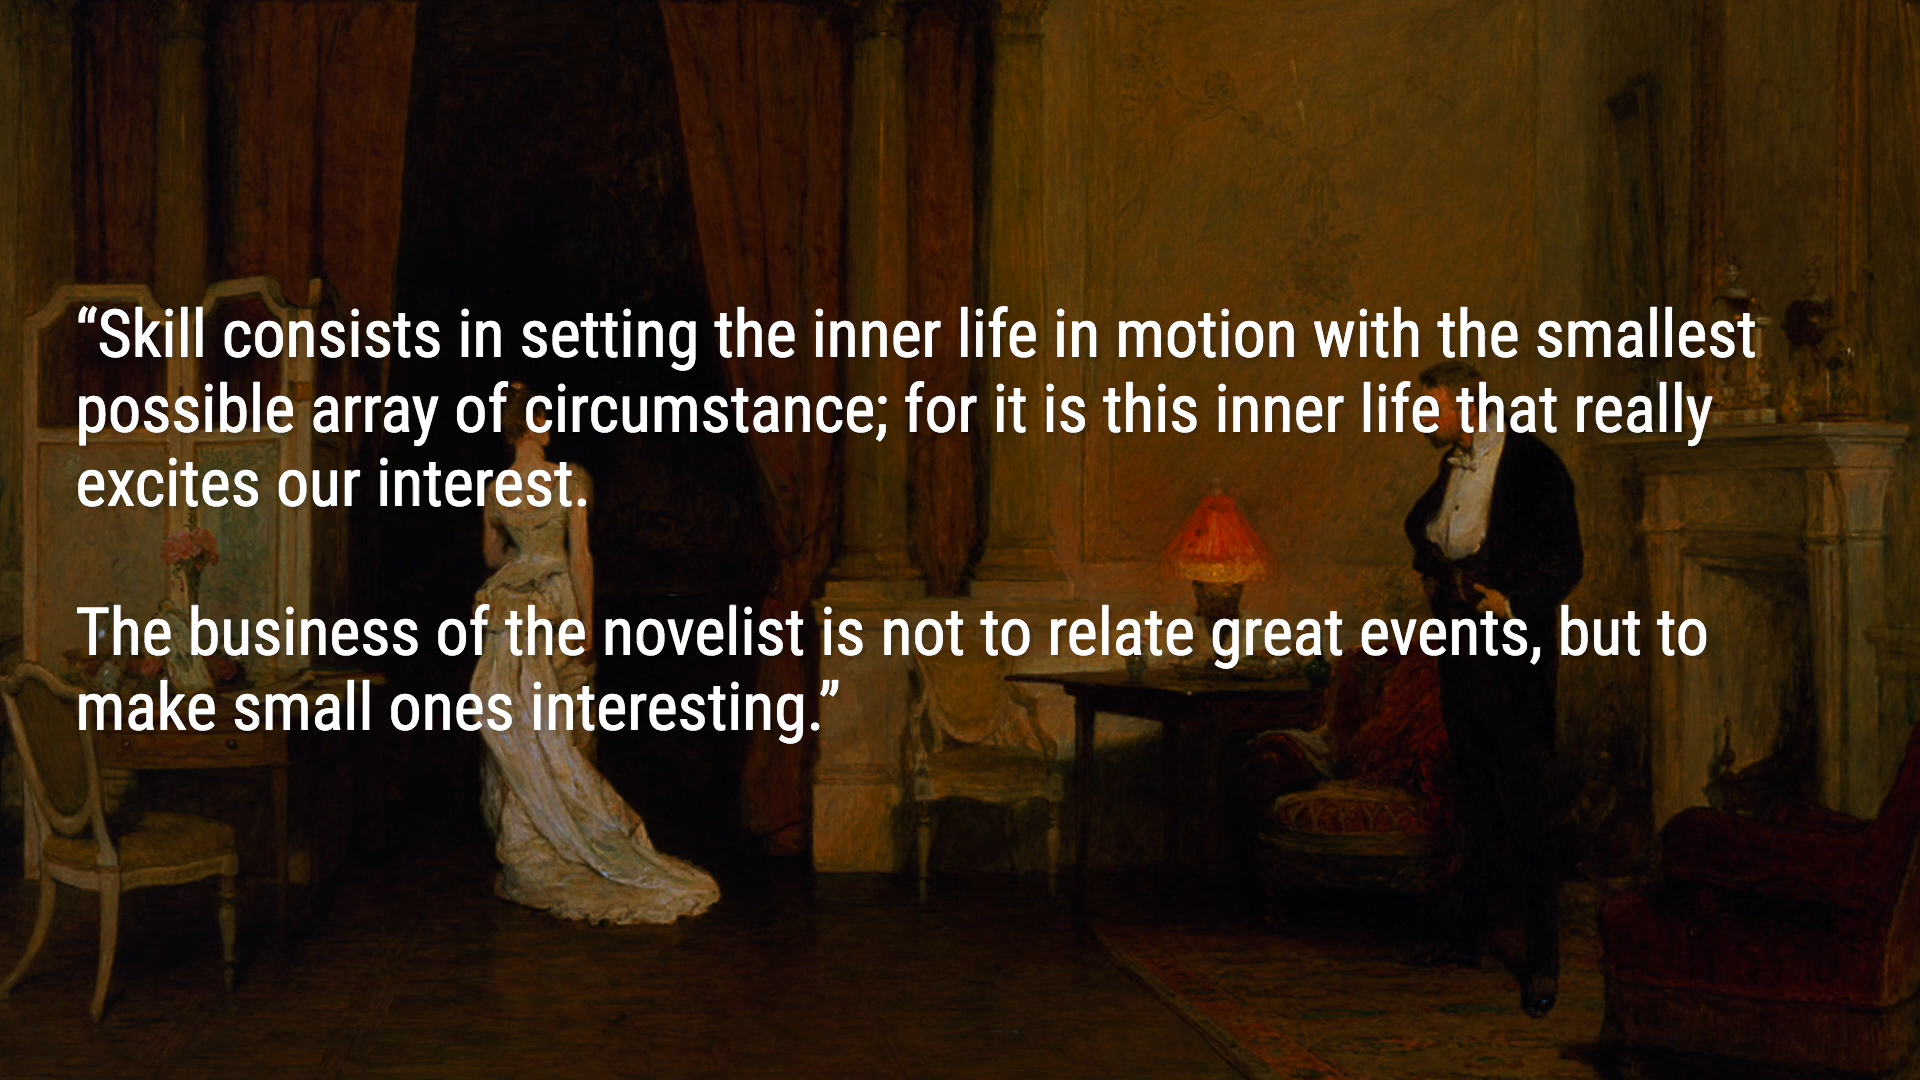 “Skill consists in setting the inner life in motion with the smallest
possible array of circumstance; for it is this inner life that really
excites our interest.
The business of the novelist is not to relate great events, but to
make small ones interesting.”